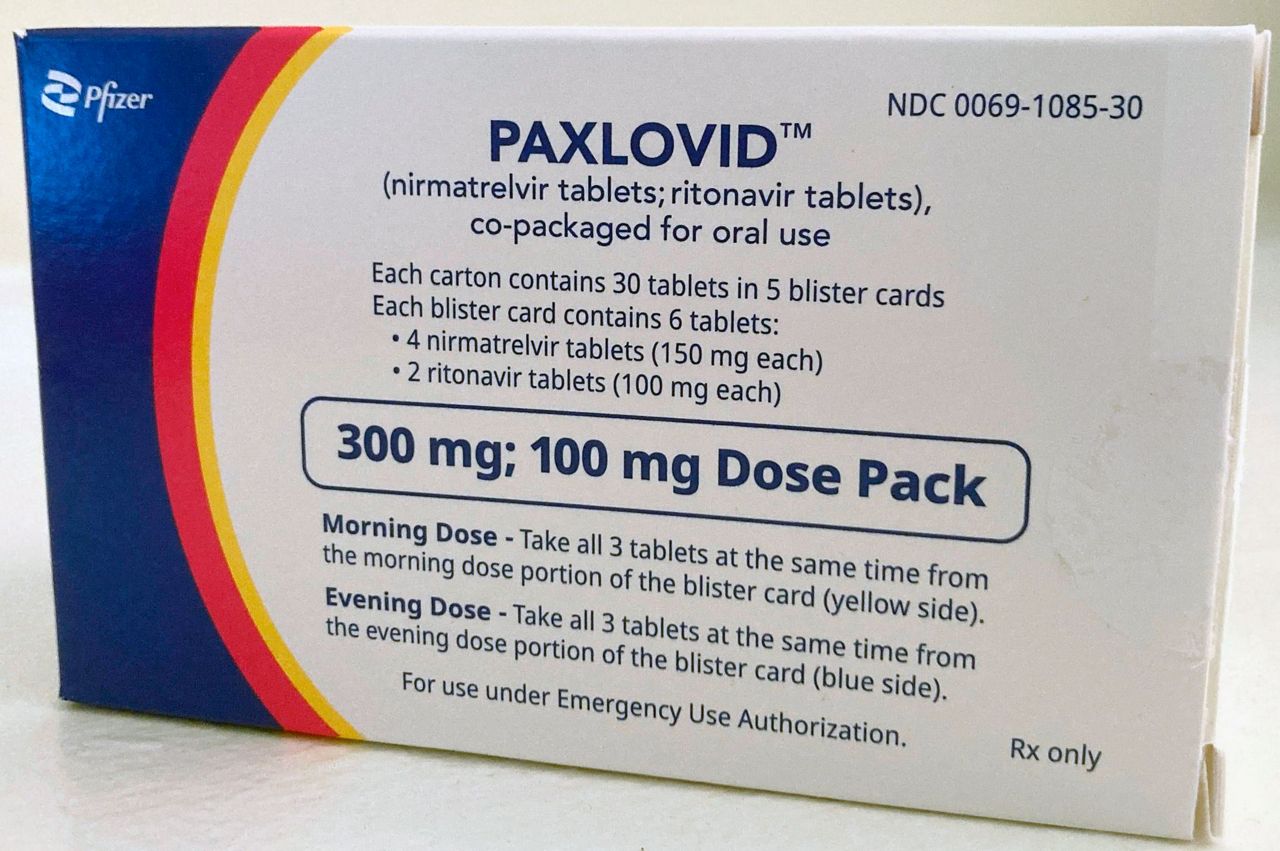 Pfizer
NDC 0069-1085-30
PAXLOVID™
(nirmatrelvir tablets; ritonavir tablets),
co-packaged for oral use
Each carton contains 30 tablets in 5 blister cards
Each blister card contains 6 tablets:
• 4 nirmatrelvir tablets (150 mg each)
• 2 ritonavir tablets (100 mg each)
300 mg; 100 mg Dose Pack
Morning Dose - Take all 3 tablets at the same time from
the morning dose portion of the blister card (yellow side).
Evening Dose - Take all 3 tablets at the same time from
the evening dose portion of the blister card (blue side).
For use under Emergency Use Authorization.
Rx only